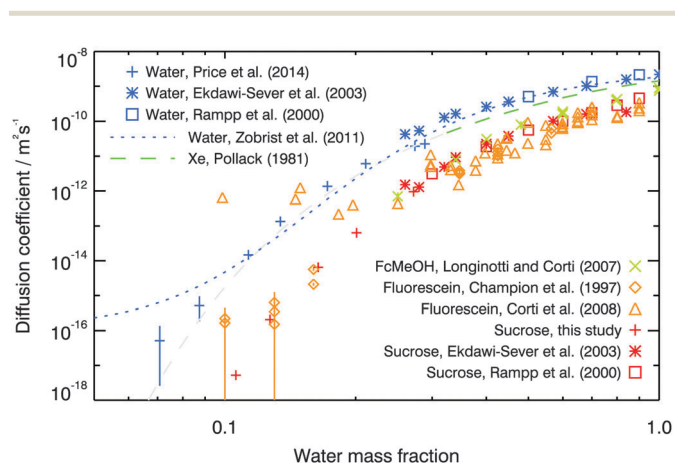 10-8
10-10
10-12
10-14
10-16
10-18
Diffusion coefficient / m2s-1
Water, Price et al. (2014)
Water, Ekdawi-Sever et al. (2003)
Water, Rampp et al. (2000)
Water, Zobrist et al. (2011)
Xe, Pollack (1981)
FcMeOH, Longinotti and Corti (2007)
Fluorescein, Champion et al. (1997)
Fluorescein, Corti et al. (2008)
Sucrose, this study
Sucrose, Ekdawi-Sever et al. (2003)
Sucrose, Rampp et al. (2000)
0.1
1.0
Water mass fraction